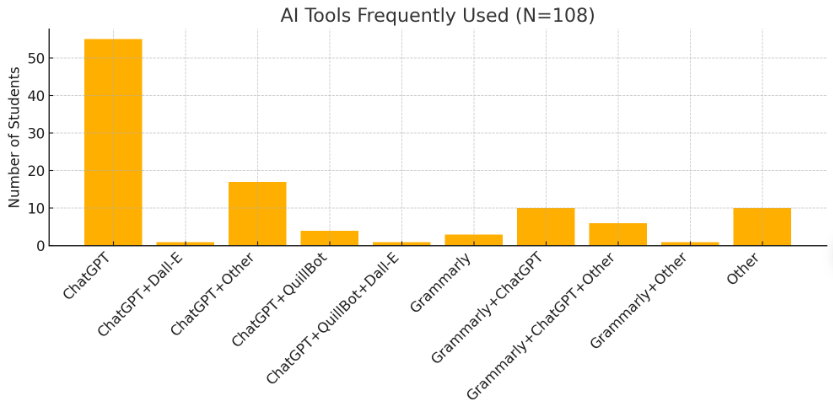 AI Tools Frequently Used (N=108)
Number of Students
50
40
30
20
10
0
ChatGPT
ChatGPT+Dall-E
ChatGPT+Other
ChatGPT+QuillBot
ChatGPT+QuillBot+Dall-E
Grammarly
Grammarly+ChatGPT
Grammarly+ChatGPT+Other
Grammarly+Other
Other